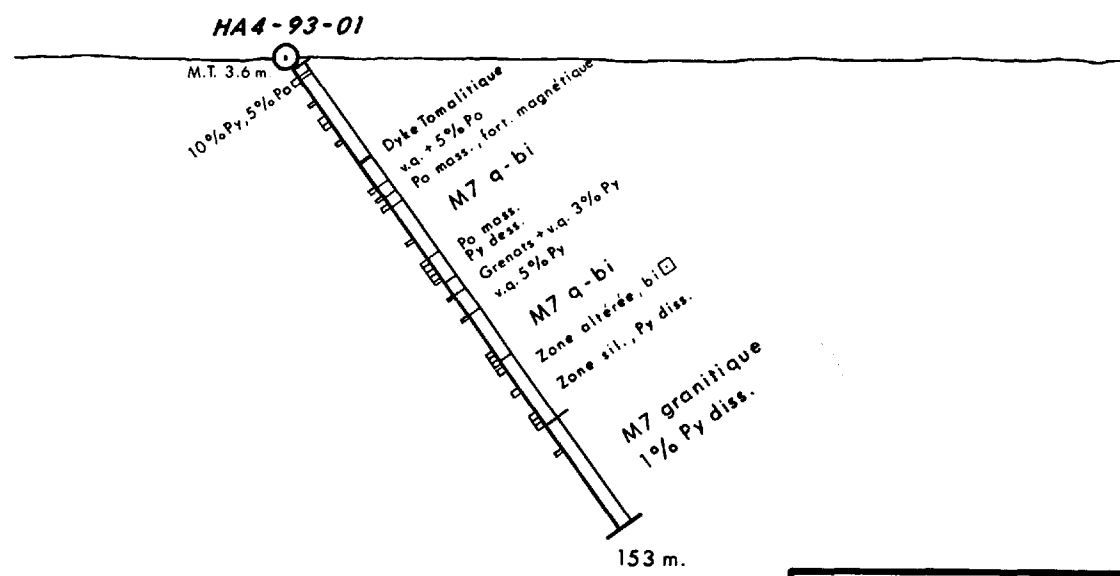 HA4-93-01
M.T. 3.6 m
10% Py, 5% Po
Dyke Tomalitique
v.q. + 5% Po
Po mass., fort. magnétique
M7 q-bi
Po mass.
Py dess.
Grenats + v.q. 3% Py
v.q. 5% Py
M7 q-bi
Zone altérée, bi
Zone sil., Py diss.
M7 granitique
1% Py diss.
153 m.